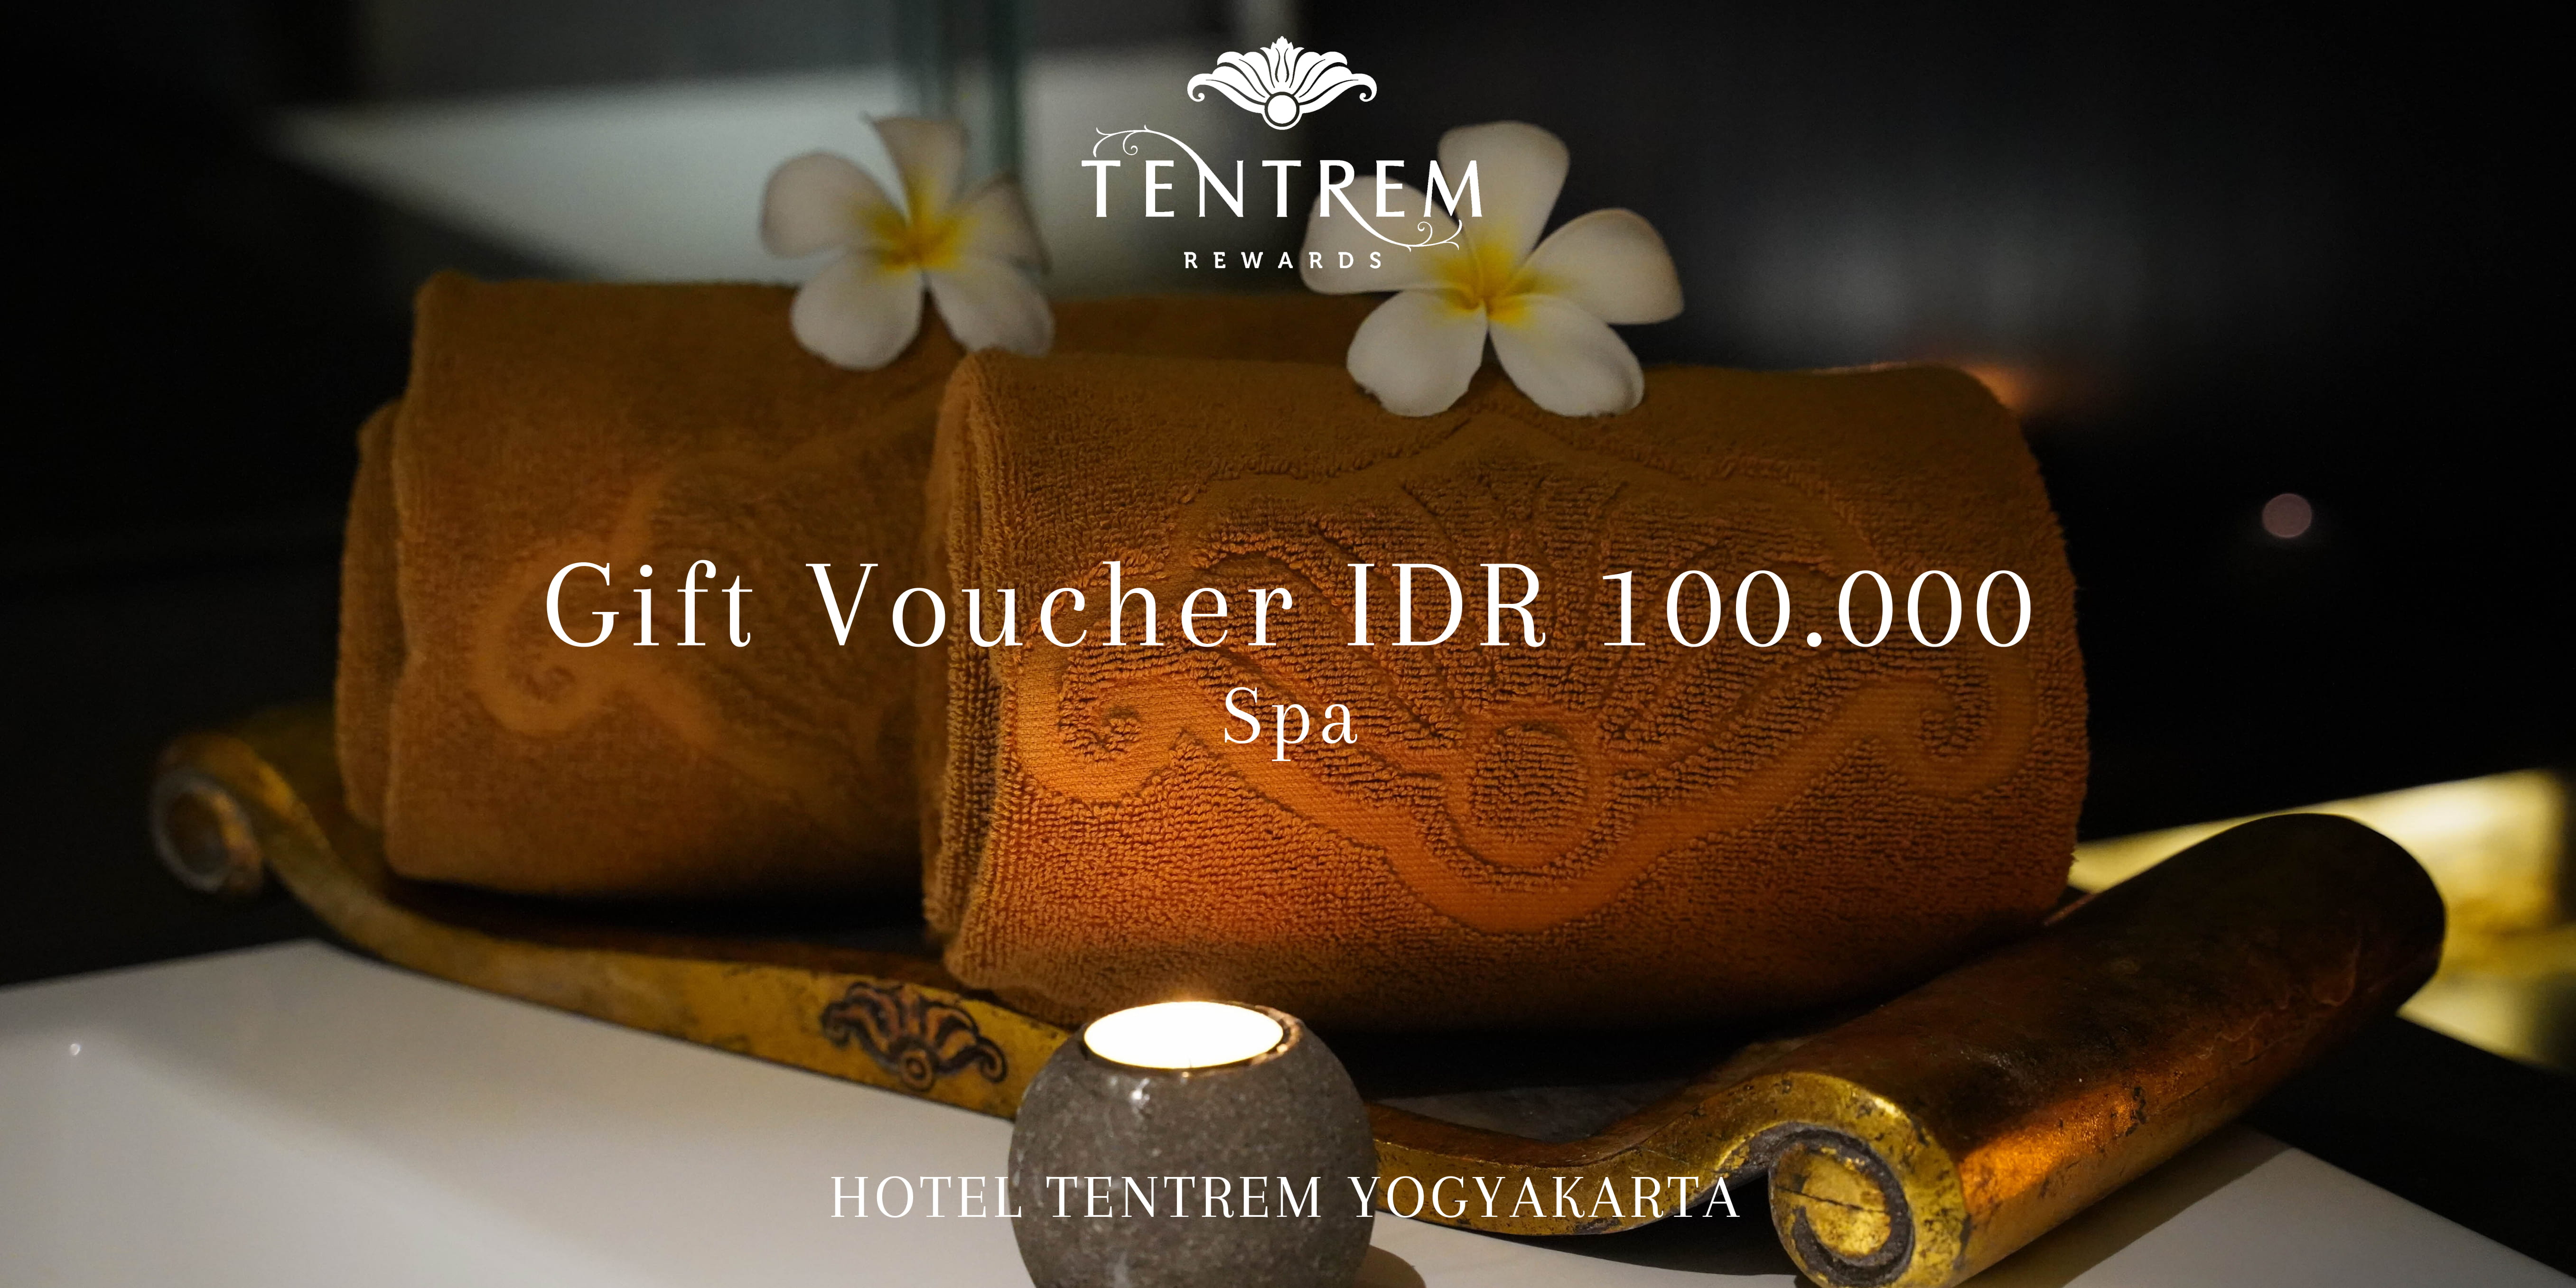 TENTREM
REWARDS
Gift Voucher IDR 100.000
Spa
HOTEL TENTREM YOGYAKARTA